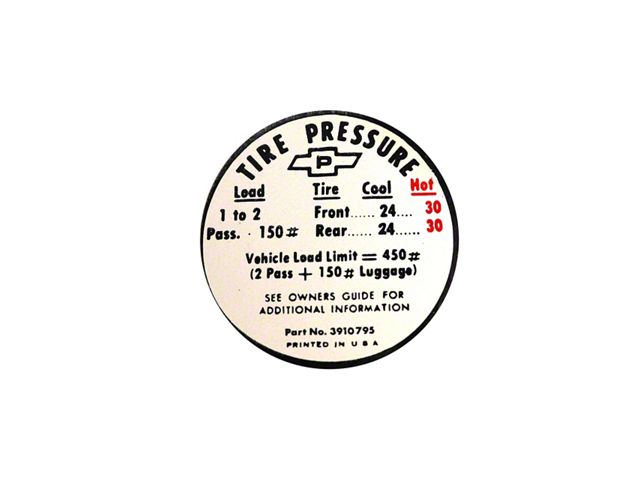 TIRE PRESSURE
P
Load Tire Cool Hot
1 to 2 Front...... 24.... 30
Pass. · 150# Rear...... 24...... 30
Vehicle Load Limit = 450#
(2 Pass + 150# Luggage)
SEE OWNERS GUIDE FOR
ADDITIONAL INFORMATION
Part No. 3910795
PRINTED IN U S A